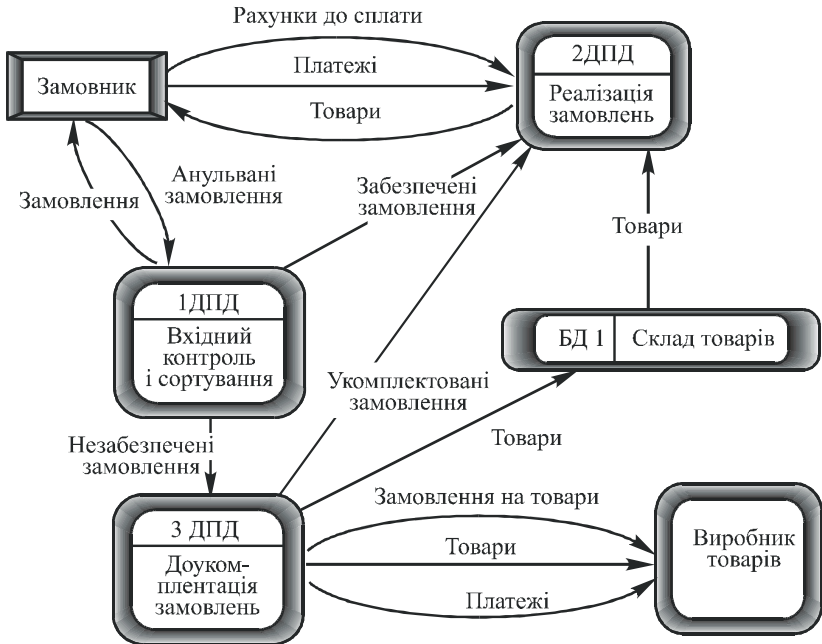 Рахунки до сплати
Замовник
Платежі
Товари
2ДПД
Реалізація
замовлень
Замовлення
Анульвані
замовлення
Забезпечені
замовлення
Товари
1ДПД
Вхідний
контроль
і сортування
БД 1
Склад товарів
Укомплектовані
замовлення
Незабезпечені
замовлення
Товари
3 ДПД
Доуком-
плентація
замовлень
Замовлення на товари
Товари
Платежі
Виробник
товарів